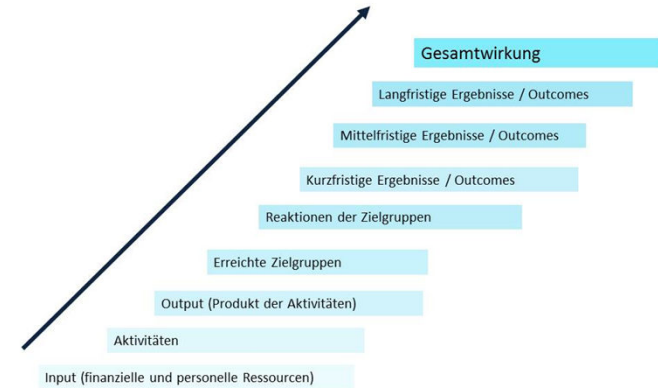 Gesamtwirkung
Langfristige Ergebnisse / Outcomes
Mittelfristige Ergebnisse / Outcomes
Kurzfristige Ergebnisse / Outcomes
Reaktionen der Zielgruppen
Erreichte Zielgruppen
Output (Produkt der Aktivitäten)
Aktivitäten
Input (finanzielle und personelle Ressourcen)